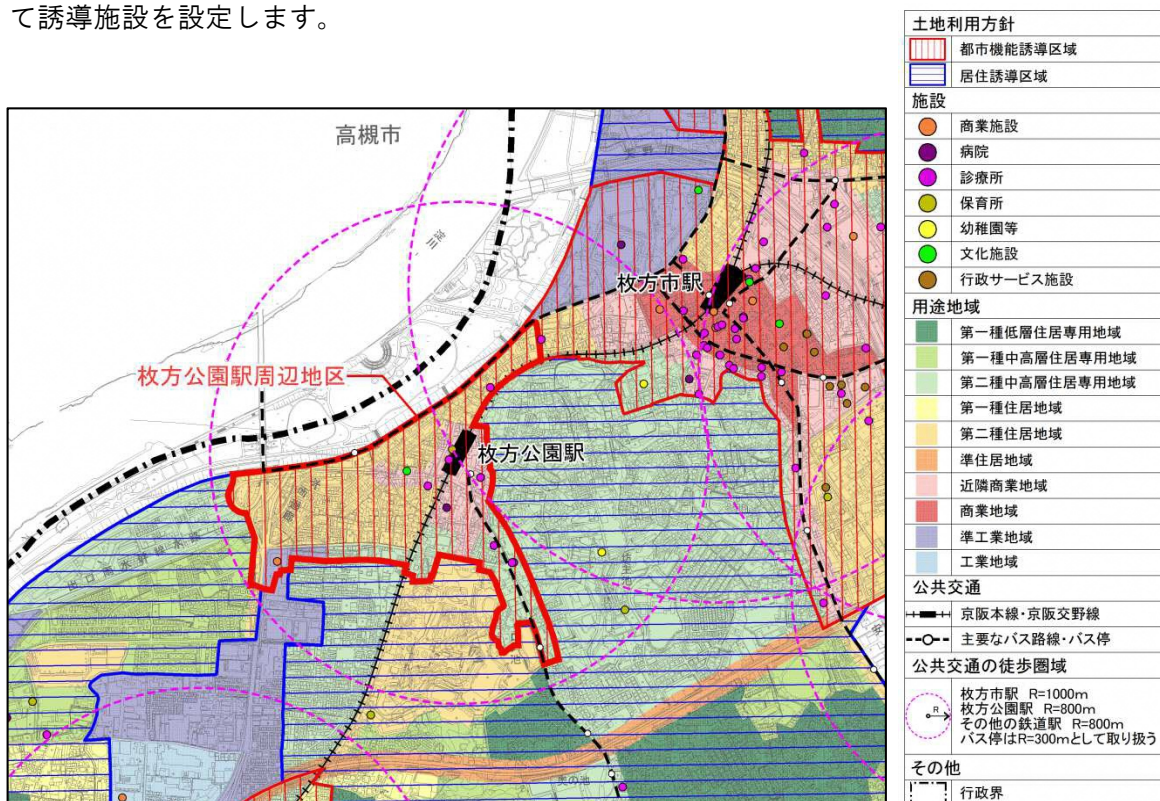 て誘導施設を設定します。
高槻市
淀川
天野川
枚方市駅
枚方公園駅周辺地区
枚方公園駅
土地利用方針
都市機能誘導区域
居住誘導区域
施設
商業施設
病院
診療所
保育所
幼稚園等
文化施設
行政サービス施設
用途地域
第一種低層住居専用地域
第一種中高層住居専用地域
第二種中高層住居専用地域
第一種住居地域
第二種住居地域
準住居地域
近隣商業地域
商業地域
準工業地域
工業地域
公共交通
京阪本線・京阪交野線
主要なバス路線・バス停
公共交通の徒歩圏域
R
枚方市駅 R=1000m
枚方公園駅 R=800m
その他の鉄道駅 R=800m
バス停はR=300mとして取り扱う
その他
行政界